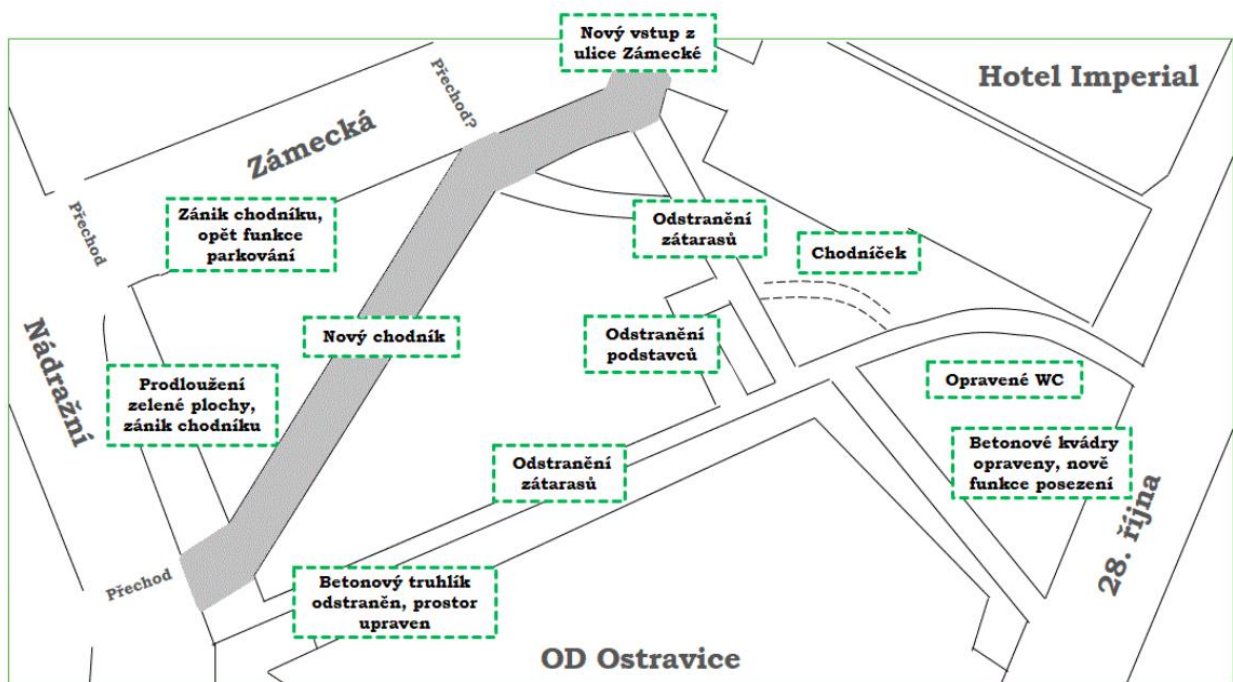 Nový vstup z
ulice Zámecké
Hotel Imperial
Přechod?
Zámecká
Přechod
Zánik chodníku,
opět funkce
parkování
Odstranění
zátarasů
Chodníček
Nový chodník
Odstranění
podstavců
Nádražní
Prodloužení
zelené plochy,
zánik chodníku
Opravené WC
Odstranění
zátarasů
Betonové kvádry
opraveny, nově
funkce posezení
28. října
Přechod
Betonový truhlík
odstraněn, prostor
upraven
OD Ostravice